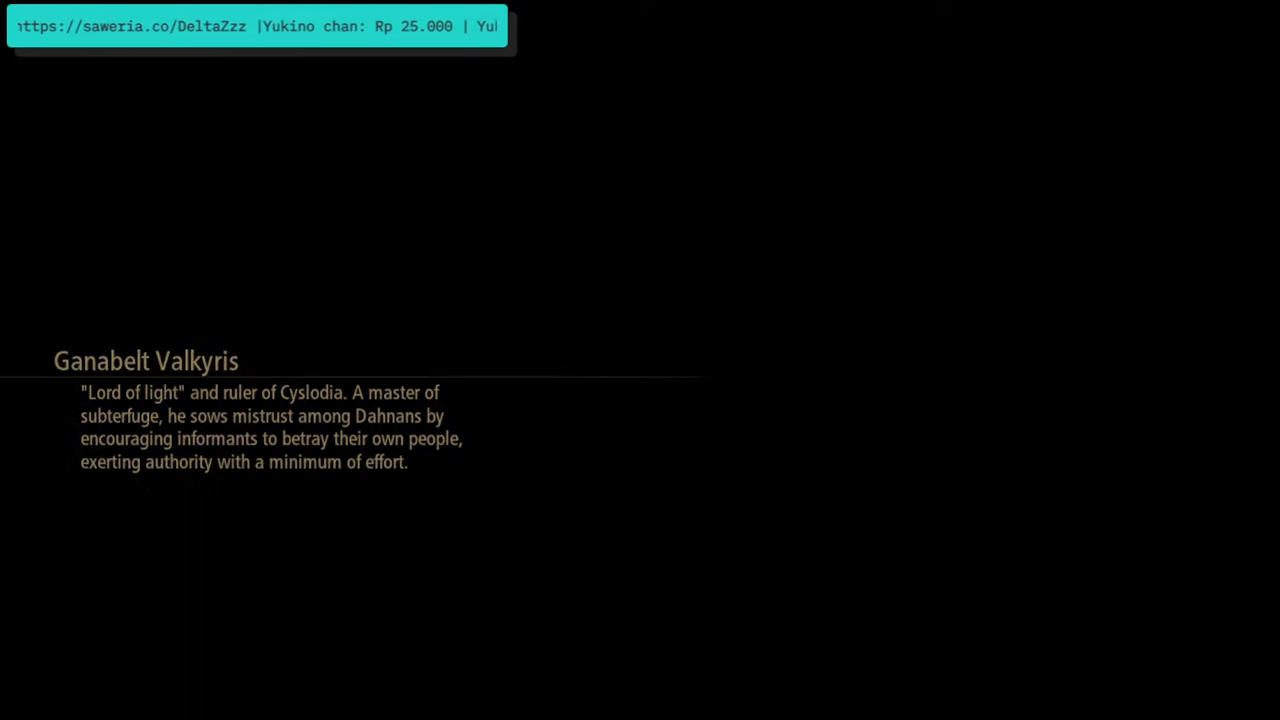 https://saweria.co/DeltaZzz |Yukino chan: Rp 25.000 | Yu
Ganabelt Valkyris
"Lord of light" and ruler of Cyslodia. A master of
subterfuge, he sows mistrust among Dahnans by
encouraging informants to betray their own people,
exerting authority with a minimum of effort.